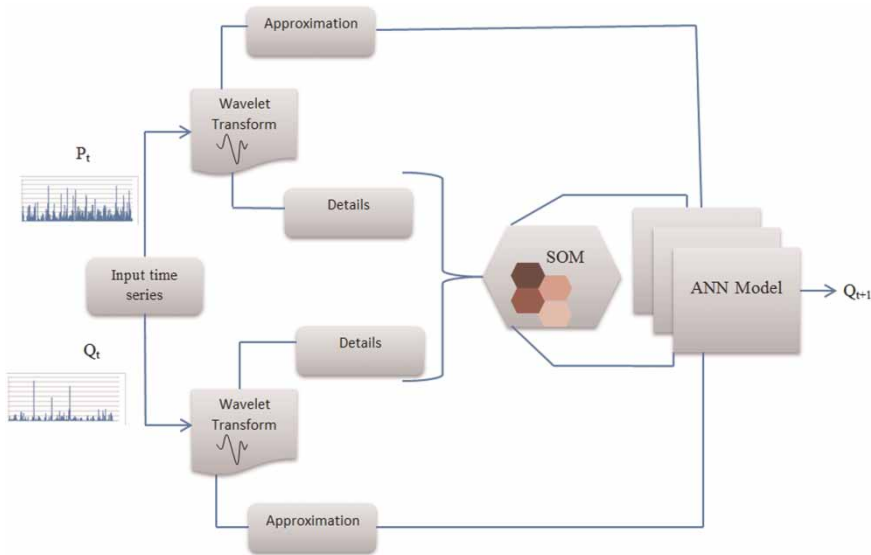 Approximation
Wavelet
Transform
Pt
Details
SOM
Input time
series
ANN Model
Qt+1
Details
Qt
Wavelet
Transform
Approximation